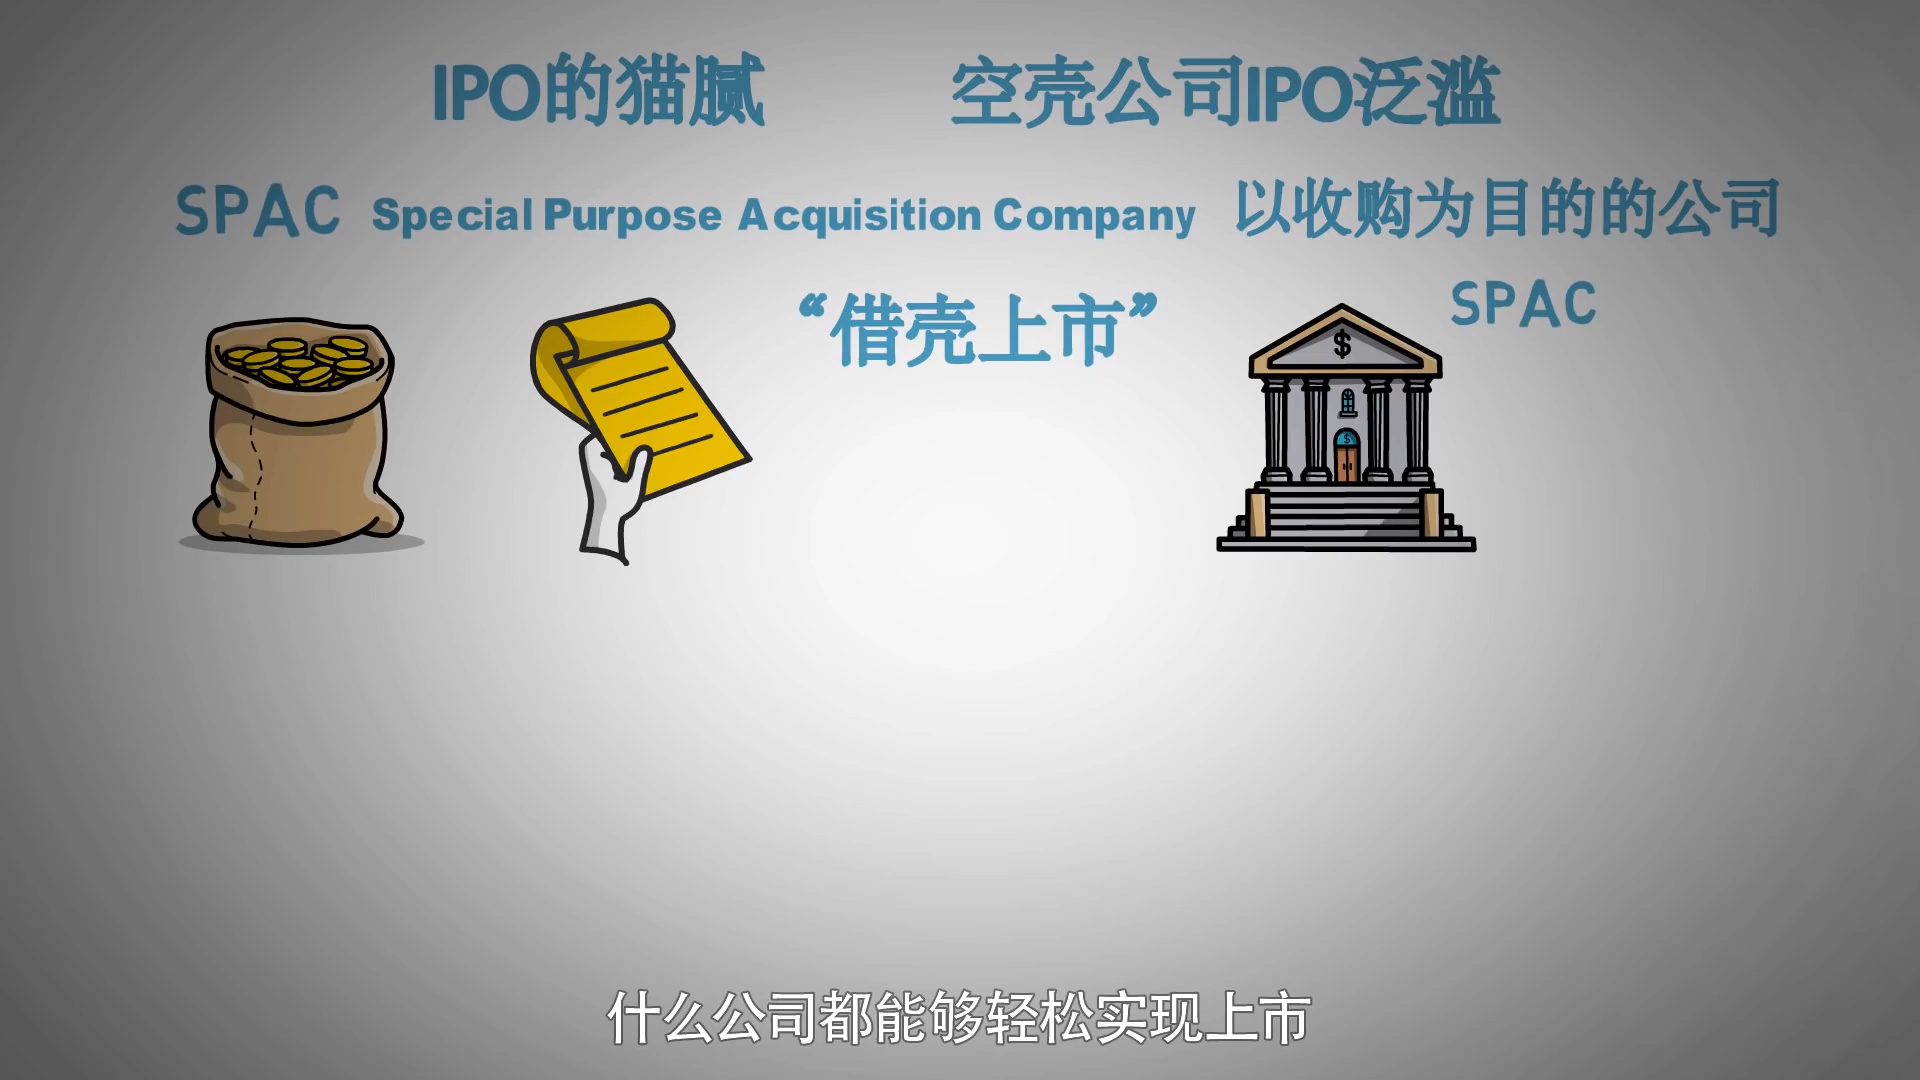 IPO的猫腻 空壳公司IPO泛滥
SPAC Special Purpose Acquisition Company 以收购为目的的公司
“借壳上市”
SPAC
$
$
什么公司都能够轻松实现上市